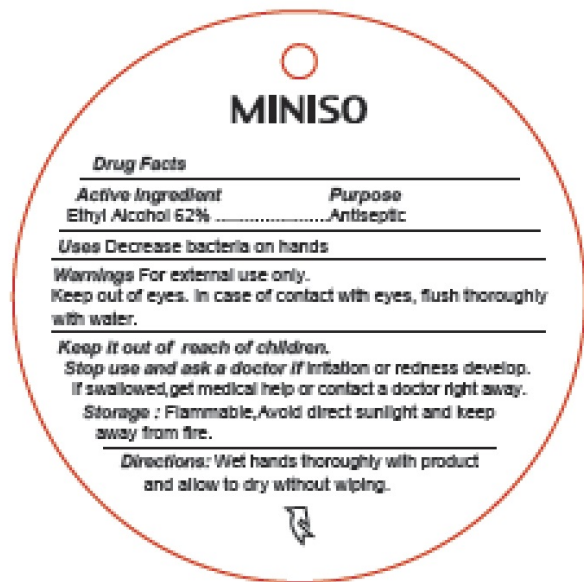 MINISO
Drug Facts
Active Ingredient Purpose
Ethyl Alcohol 62% ......................Antiseptic
Uses Decrease bacteria on hands
Warnings For external use only.
Keep out of eyes. In case of contact with eyes, flush thoroughly
with water.
Keep it out of reach of children.
Stop use and ask a doctor if irritation or redness develop.
If swallowed,get medical help or contact a doctor right away.
Storage : Flammable,Avoid direct sunlight and keep
away from fire.
Directions: Wet hands thoroughly with product
and allow to dry without wiping.